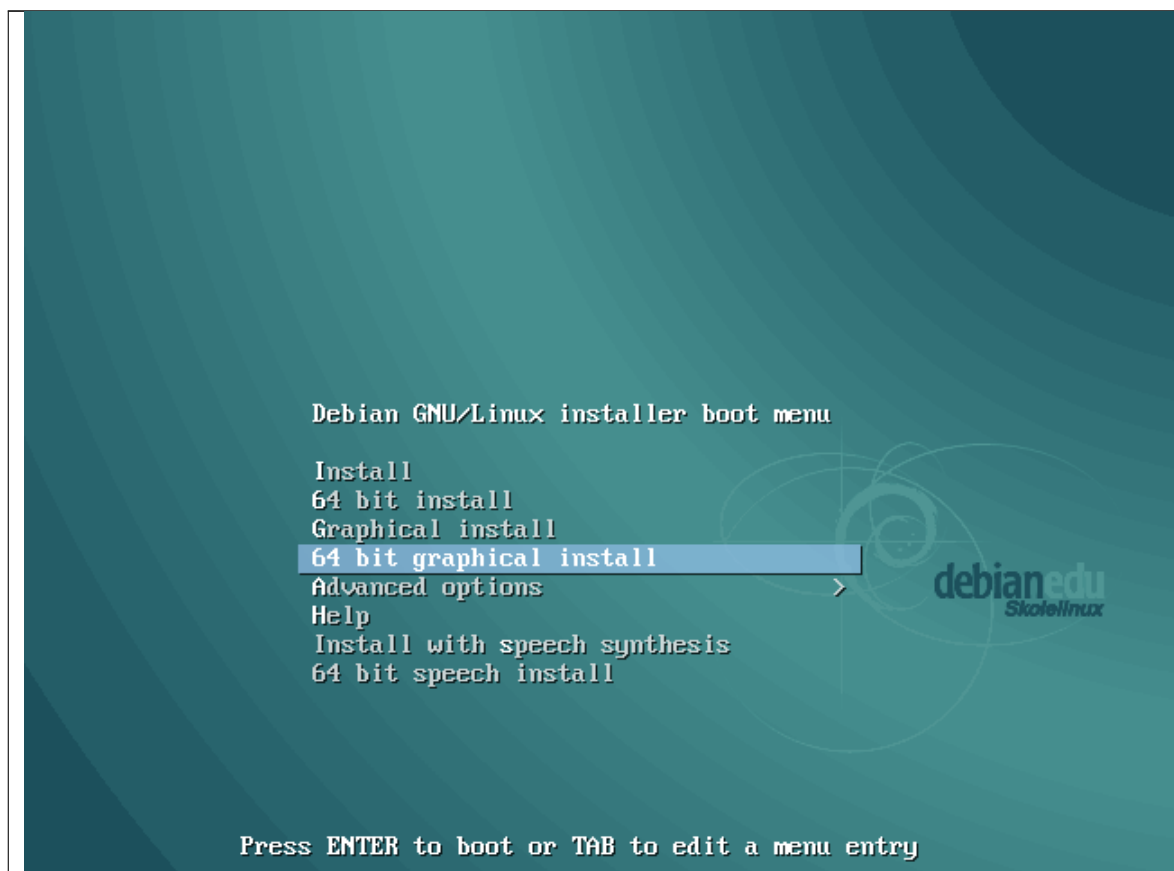 Debian GNU/Linux installer boot menu
Install
64 bit install
Graphical install
64 bit graphical install
Advanced options >
Help
Install with speech synthesis
64 bit speech install
debianedu
Skolelinux
Press ENTER to boot or TAB to edit a menu entry